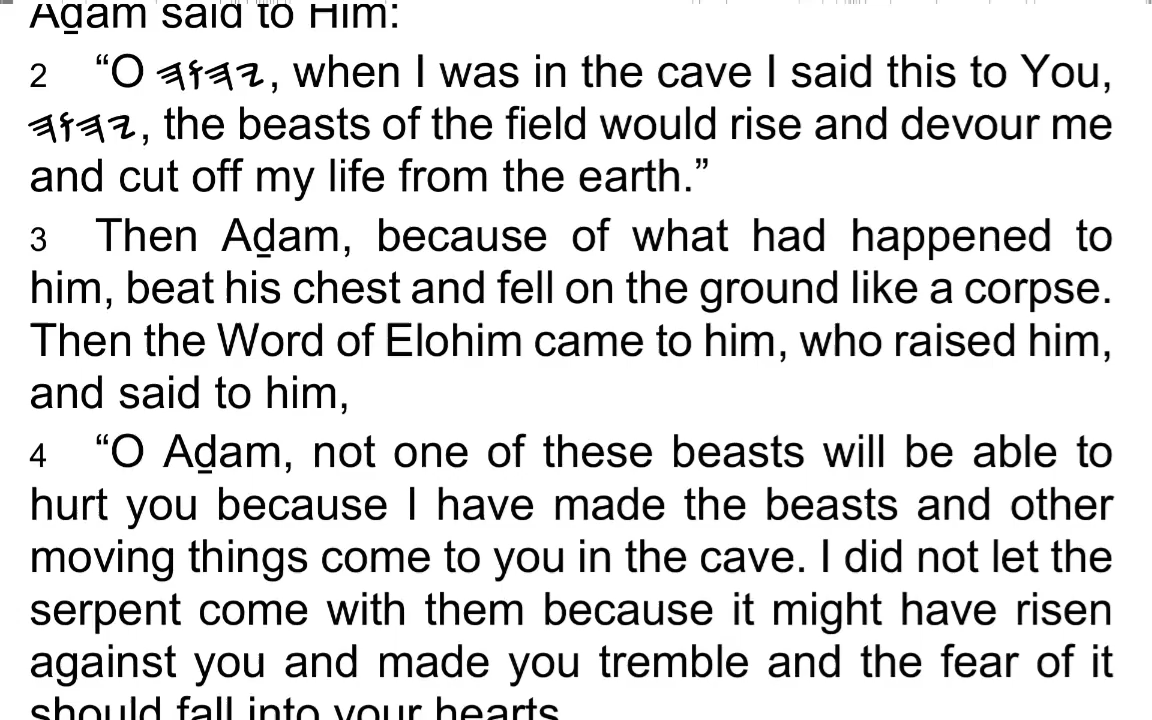 Aḏam said to Him:
2 “O 𐤉𐤄𐤅𐤄, when I was in the cave I said this to You,
𐤉𐤄𐤅𐤄, the beasts of the field would rise and devour me
and cut off my life from the earth.”
3 Then Aḏam, because of what had happened to
him, beat his chest and fell on the ground like a corpse.
Then the Word of Elohim came to him, who raised him,
and said to him,
4 “O Aḏam, not one of these beasts will be able to
hurt you because I have made the beasts and other
moving things come to you in the cave. I did not let the
serpent come with them because it might have risen
against you and made you tremble and the fear of it
should fall into your hearts.